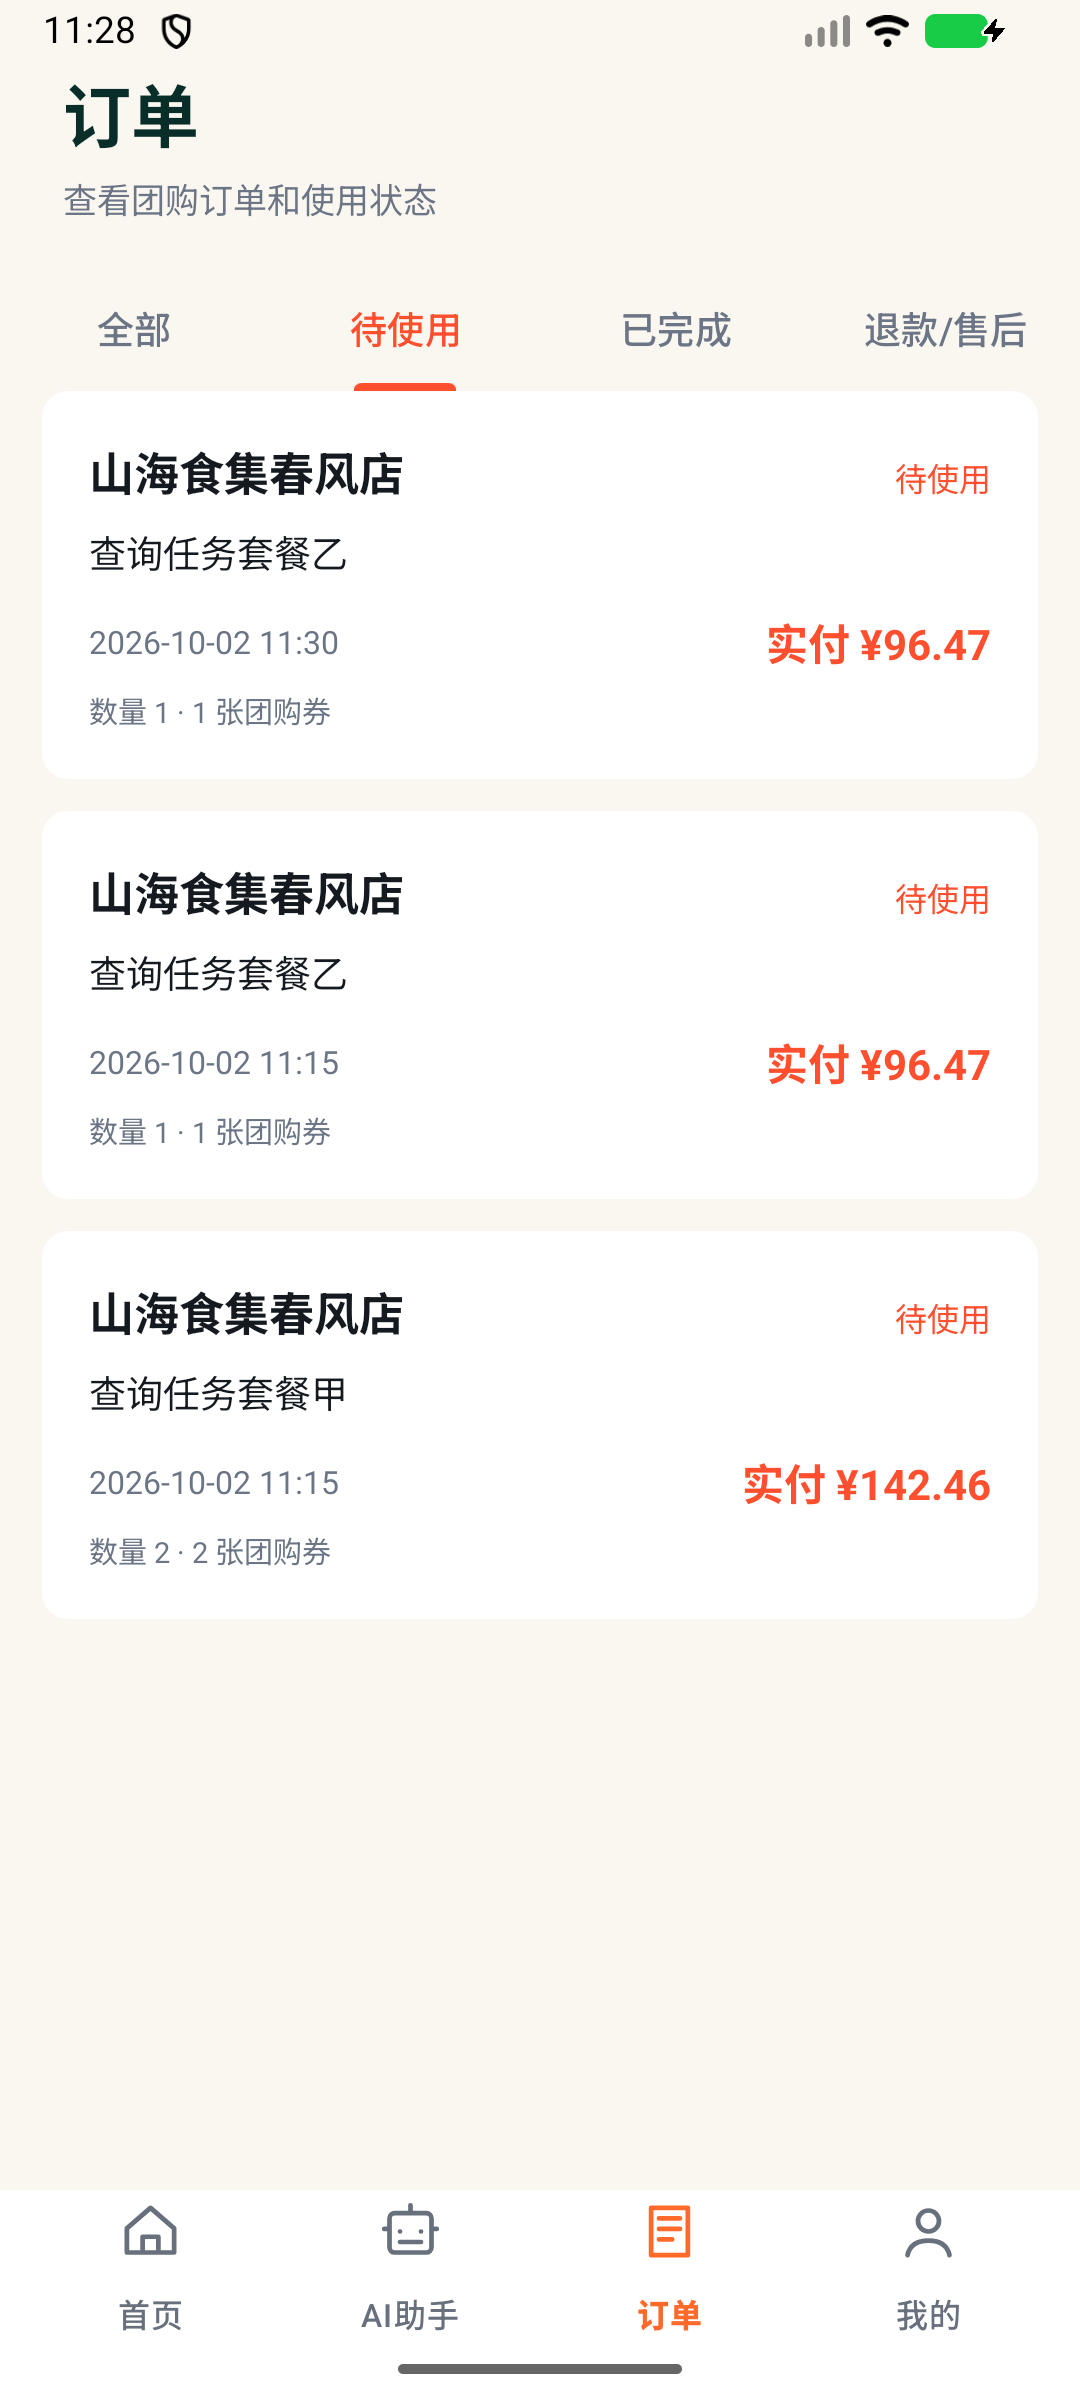 11:28
订单
查看团购订单和使用状态
全部 待使用 已完成 退款/售后
山海食集春风店 待使用
查询任务套餐乙
2026-10-02 11:30 实付 ¥96.47
数量 1 · 1 张团购券
山海食集春风店 待使用
查询任务套餐乙
2026-10-02 11:15 实付 ¥96.47
数量 1 · 1 张团购券
山海食集春风店 待使用
查询任务套餐甲
2026-10-02 11:15 实付 ¥142.46
数量 2 · 2 张团购券
首页 AI助手 订单 我的